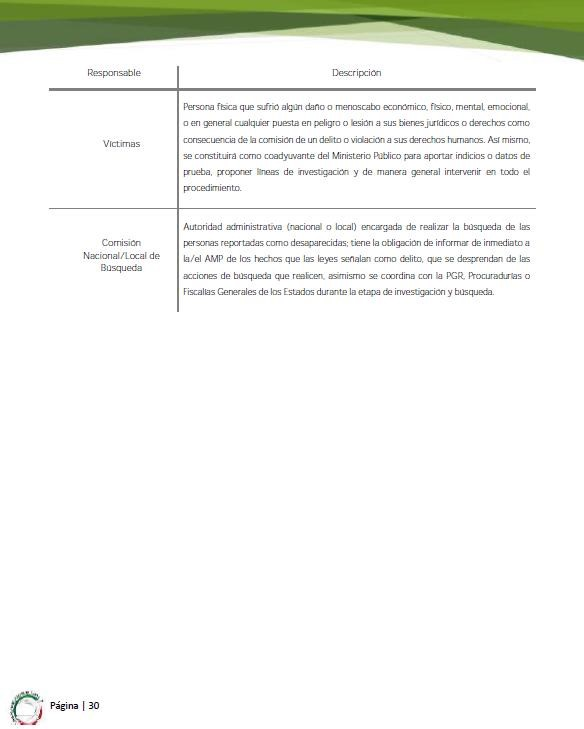 Responsable
Descripción
Víctimas
Persona física que sufrió algún daño o menoscabo económico, físico, mental, emocional,
o en general cualquier puesta en peligro o lesión a sus bienes jurídicos o derechos como
consecuencia de la comisión de un delito o violación a sus derechos humanos. Así mismo,
se constituirá como coadyuvante del Ministerio Público para aportar indicios o datos de
prueba, proponer líneas de investigación y de manera general intervenir en todo el
procedimiento.
Comisión
Nacional/Local de
Búsqueda
Autoridad administrativa (nacional o local) encargada de realizar la búsqueda de las
personas reportadas como desaparecidas; tiene la obligación de informar de inmediato a
la/el AMP de los hechos que las leyes señalan como delito, que se desprendan de las
acciones de búsqueda que realicen, asimismo se coordina con la PGR, Procuradurías o
Fiscalías Generales de los Estados durante la etapa de investigación y búsqueda.
Página | 30